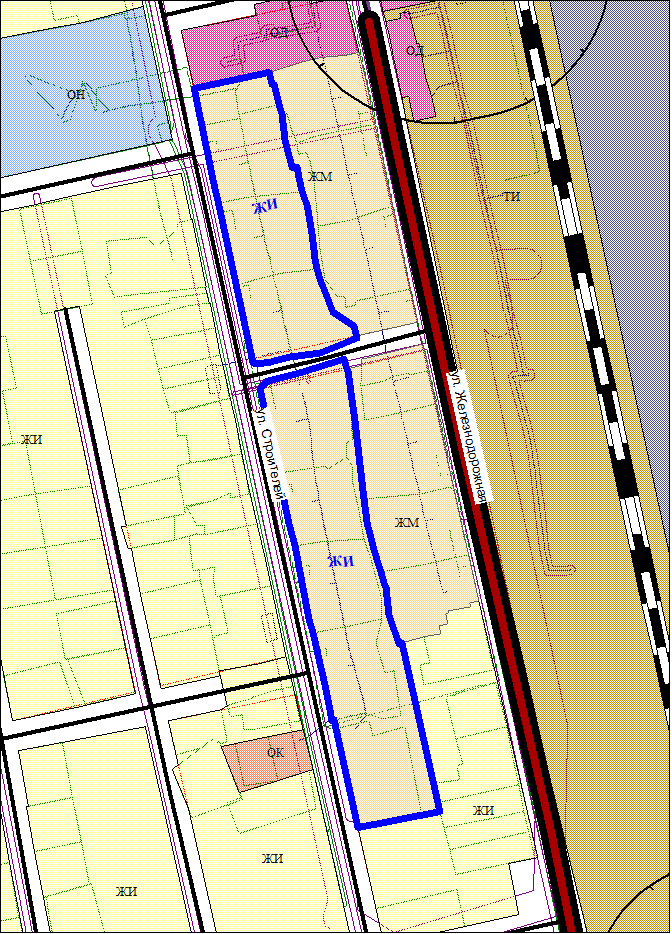 ОД
ОД
ОН
ЖМ
ТИ
ЖИ
ул. Железнодорожная
ул. Строителей
ЖИ
ЖМ
ЖИ
ОК
ЖИ
ЖИ
ЖИ